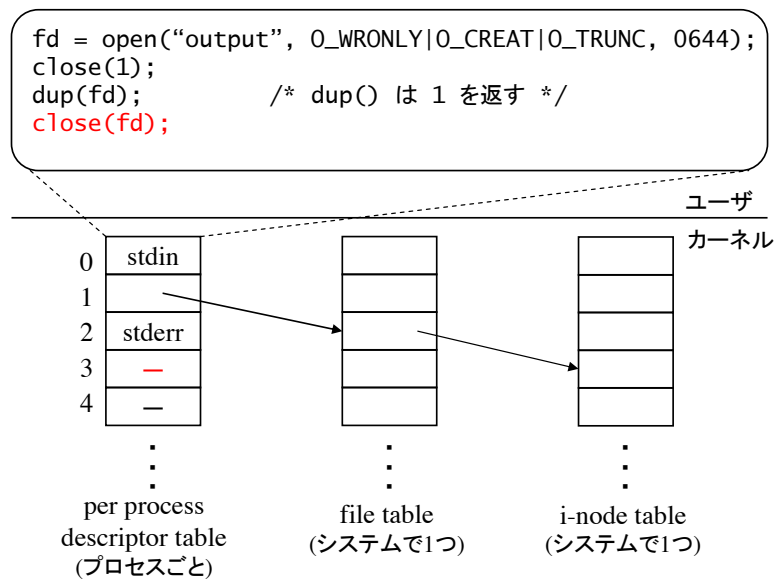 fd = open(“output”, O_WRONLY|O_CREAT|O_TRUNC, 0644);
close(1);
dup(fd); /* dup() は 1 を返す */
close(fd);
ユーザ
カーネル
0 stdin
1
2 stderr
3 —
4 —
per process
descriptor table
(プロセスごと)
file table
(システムで1つ)
i-node table
(システムで1つ)